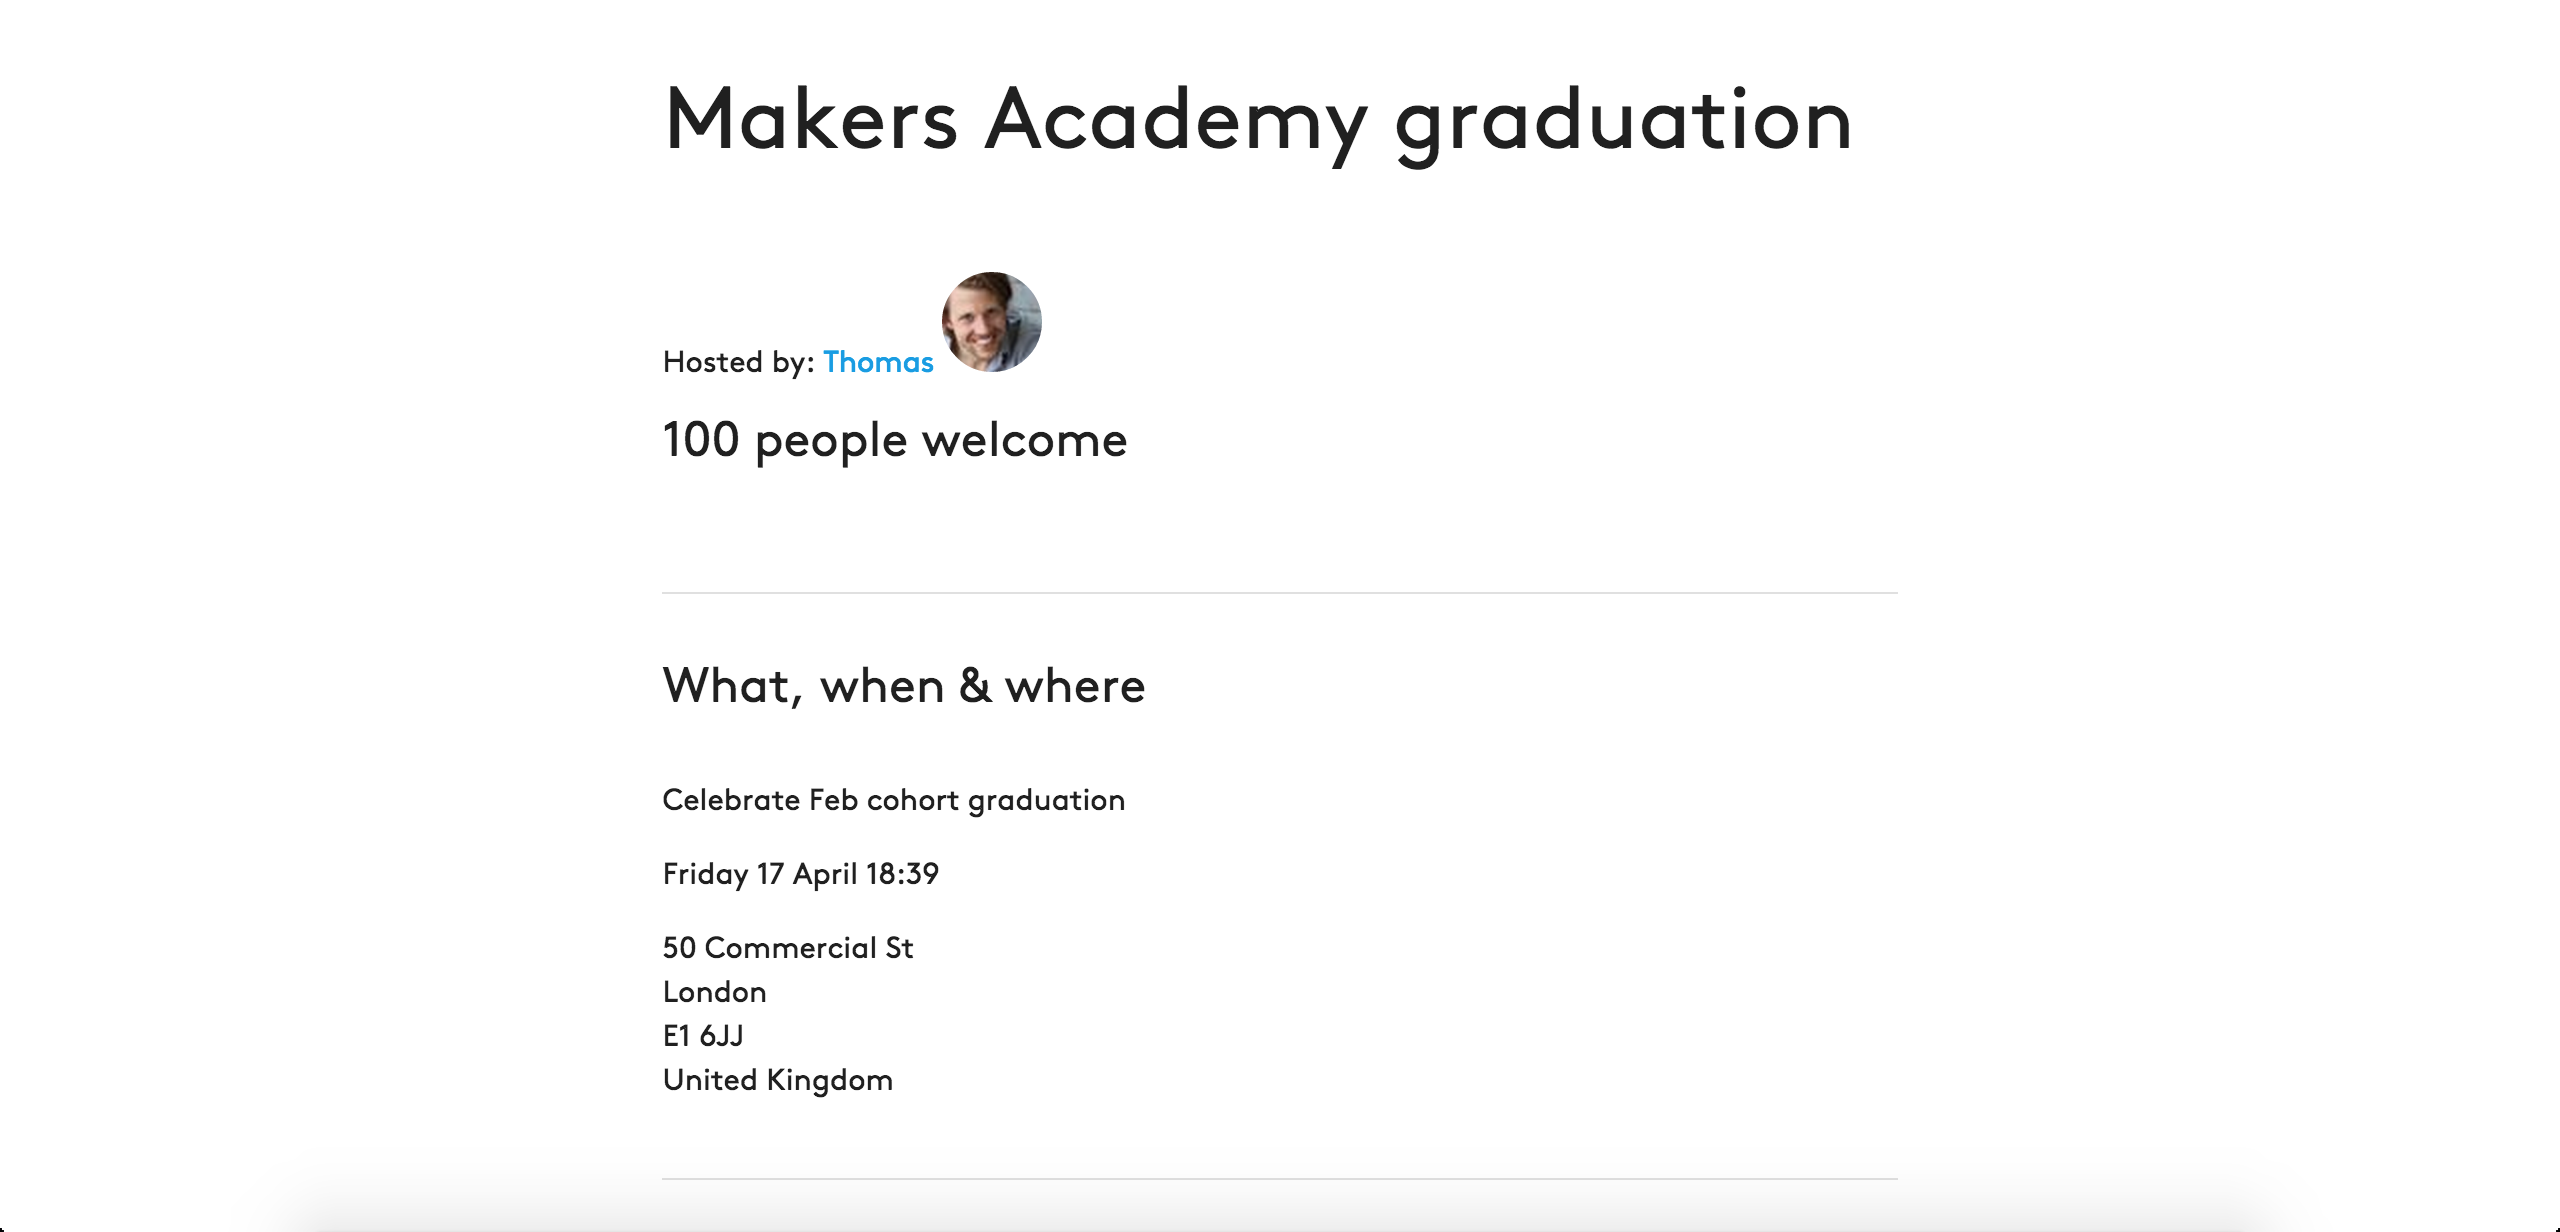 Makers Academy graduation
Hosted by: Thomas
100 people welcome
What, when & where
Celebrate Feb cohort graduation
Friday 17 April 18:39
50 Commercial St
London
E1 6JJ
United Kingdom